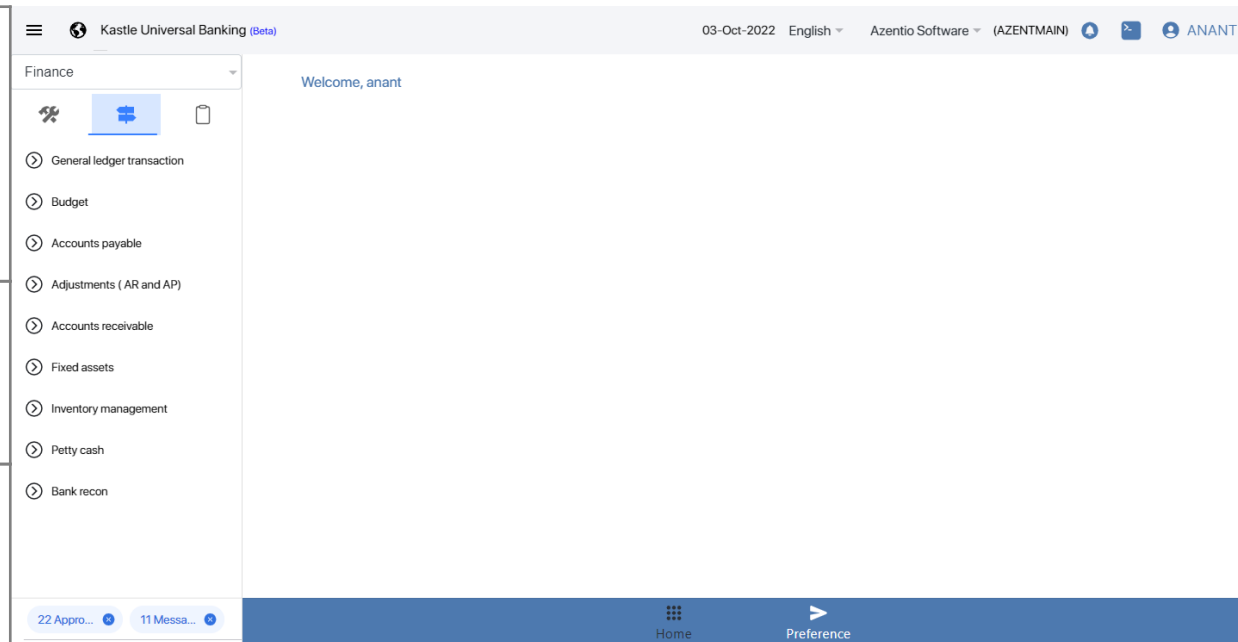 Kastle Universal Banking (Beta)
03-Oct-2022 English Azentio Software (AZENTMAIN) ANANT
Finance
Welcome, anant
General ledger transaction
Budget
Accounts payable
Adjustments ( AR and AP)
Accounts receivable
Fixed assets
Inventory management
Petty cash
Bank recon
22 Appro... 11 Messa...
Home Preference